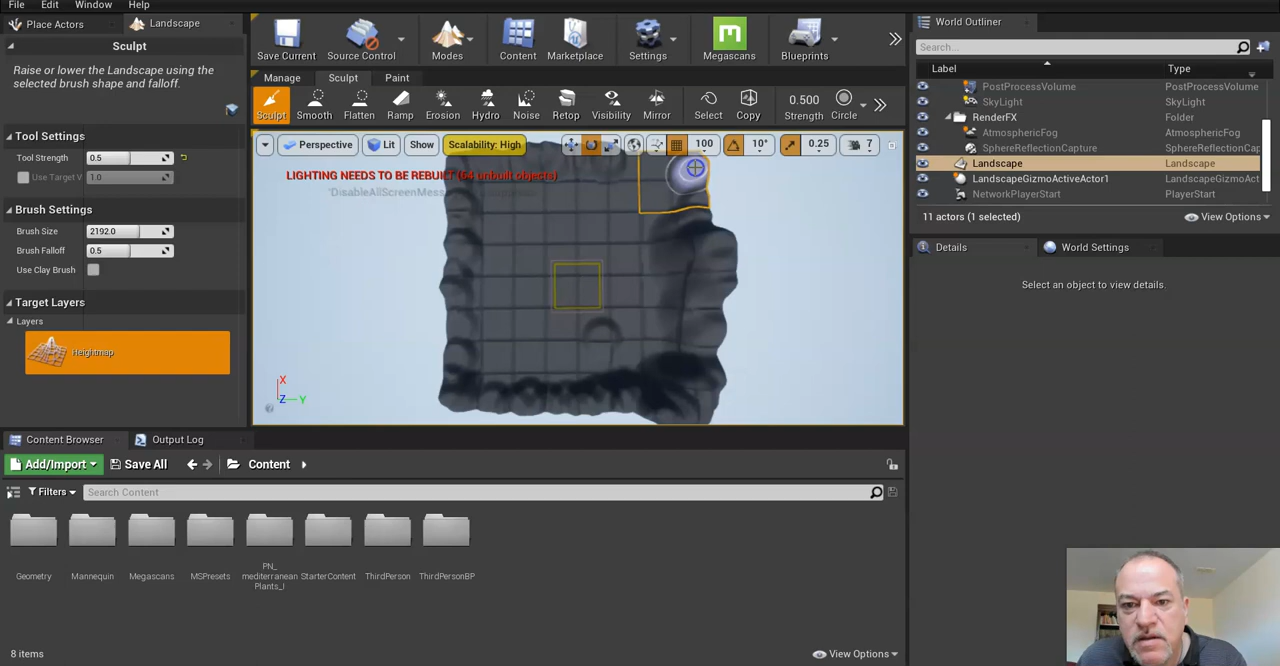 File Edit Window Help
Place Actors Landscape
Sculpt
Raise or lower the Landscape using the
selected brush shape and falloff.
Tool Settings
Tool Strength 0.5
Use Target V 1.0
Brush Settings
Brush Size 2192.0
Brush Falloff 0.5
Use Clay Brush
Target Layers
Layers
Heightmap
Save Current Source Control Modes Content Marketplace Settings Megascans Blueprints
Manage Sculpt Paint
Sculpt Smooth Flatten Ramp Erosion Hydro Noise Retop Visibility Mirror Select Copy 0.500 Strength Circle
Perspective Lit Show Scalability: High 100 10° 0.25 7
LIGHTING NEEDS TO BE REBUILT (64 unbuilt objects)
'DisableAllScreenMess
X
Z Y
World Outliner
Search...
Label Type
PostProcessVolume PostProcessVolume
SkyLight SkyLight
RenderFX Folder
AtmosphericFog AtmosphericFog
SphereReflectionCapture SphereReflectionCap
Landscape Landscape
LandscapeGizmoActiveActor1 LandscapeGizmoAct
NetworkPlayerStart PlayerStart
11 actors (1 selected) View Options
Details World Settings
Select an object to view details.
Content Browser Output Log
Add/Import Save All Content
Filters Search Content
Geometry Mannequin Megascans MSPresets PN_
mediterranean
Plants_I StarterContent ThirdPerson ThirdPersonBP
8 items View Options